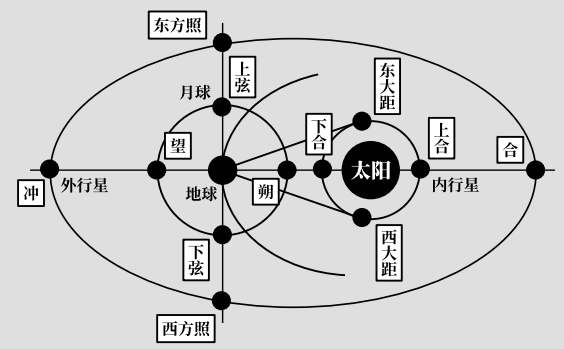 东方照
上弦
月球
东大距
下合
上合
望
合
太阳
冲
外行星
地球
朔
内行星
下弦
西大距
西方照